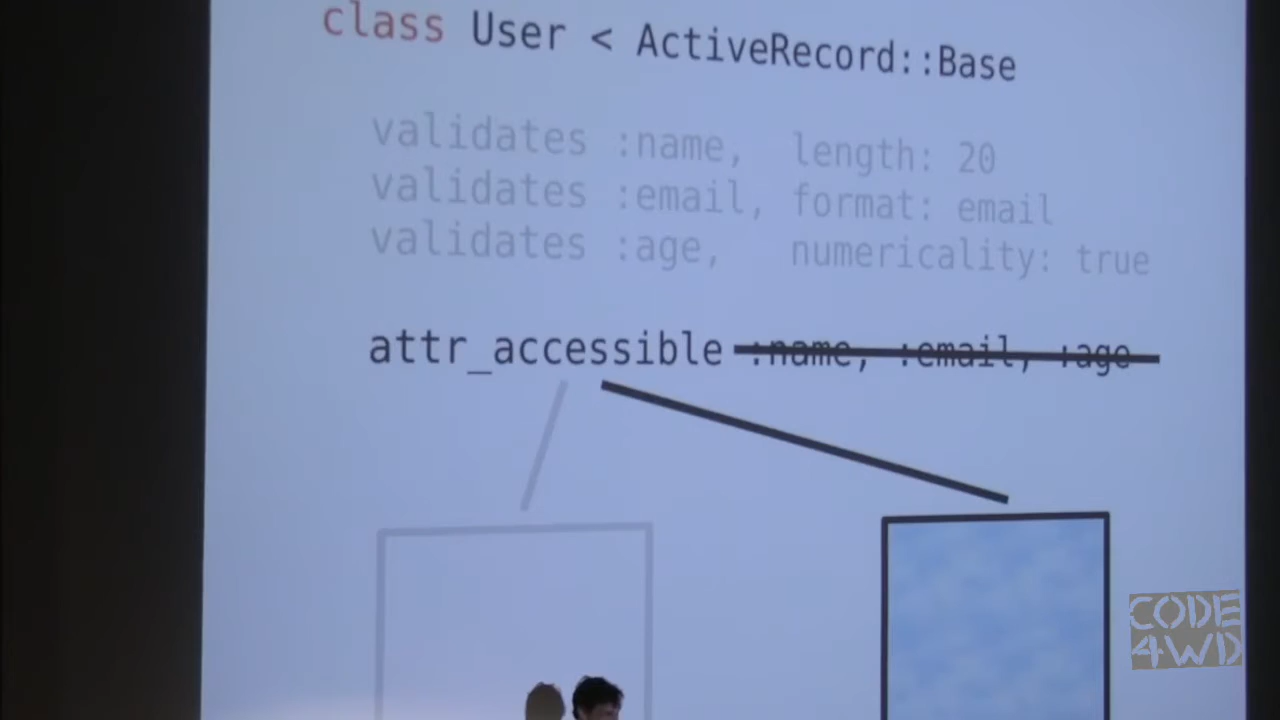 class User < ActiveRecord::Base
validates :name, length: 20
validates :email, format: email
validates :age, numericality: true
attr_accessible :name, :email, :age
CODE
4WD